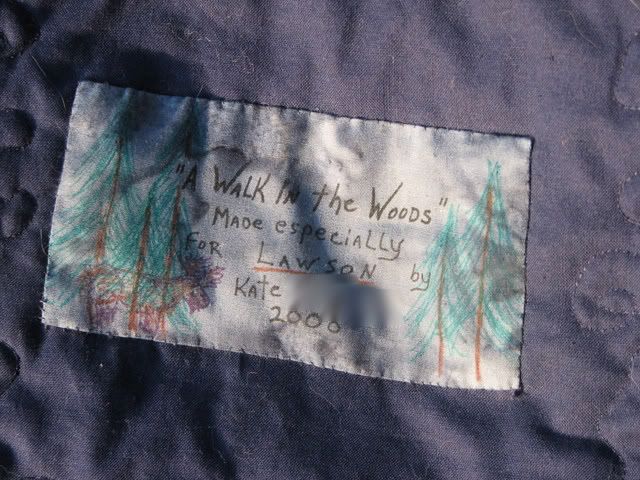 "A WALK IN the WOODS"
MADE especiaLLY
FOR LAWSON by
Kate
2000